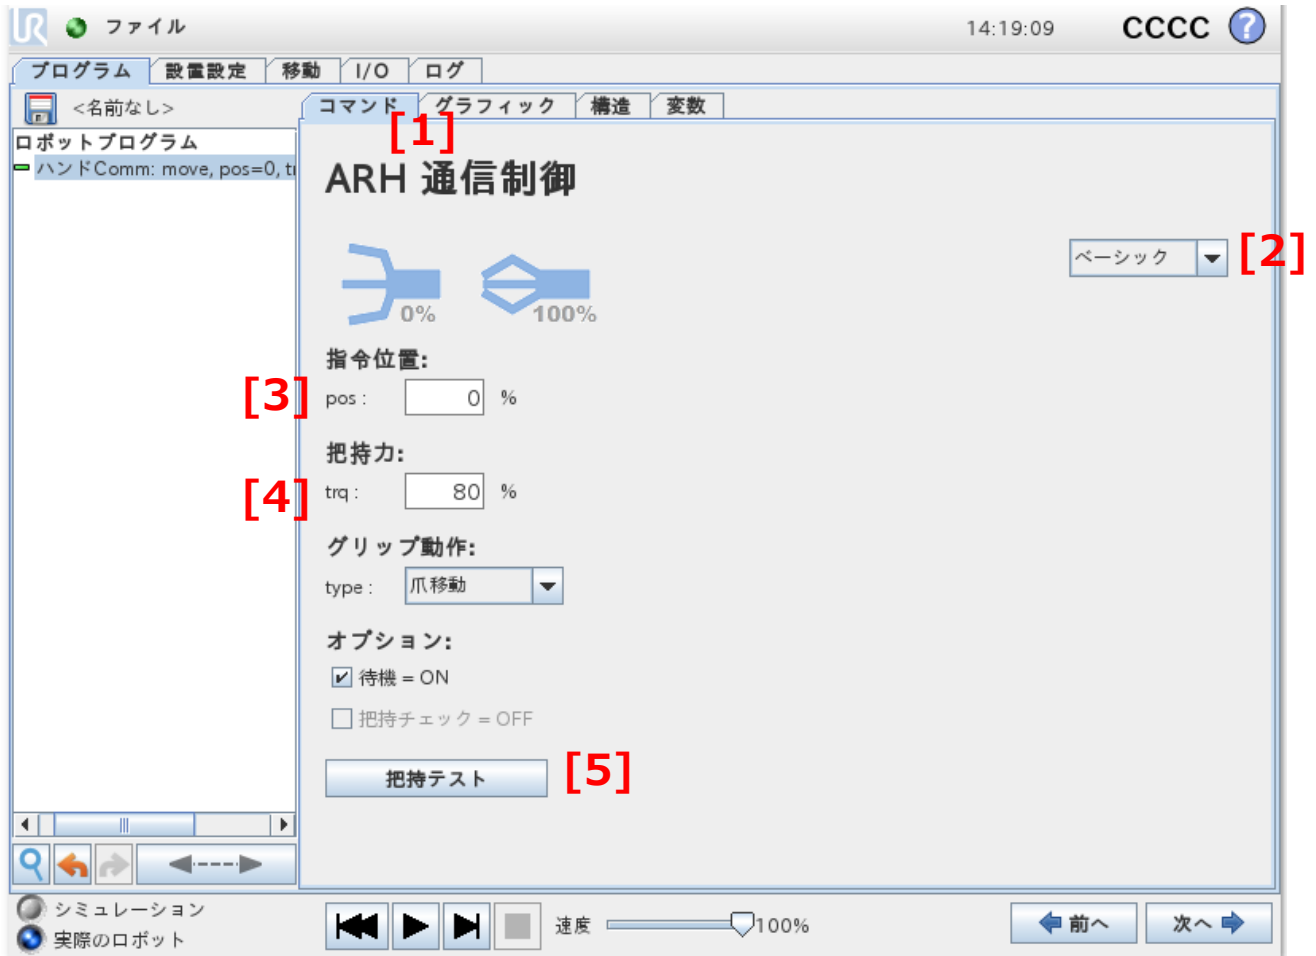 UR ファイル 14:19:09 CCCC ?
プログラム 設置設定 移動 I/O ログ
<名前なし>
コマンド グラフィック 構造 変数
[1]
ロボットプログラム
ハンドComm: move, pos=0, tr
ARH 通信制御
ベーシック [2]
0% 100%
指令位置:
[3] pos : 0 %
把持力:
[4] trq : 80 %
グリップ動作:
type : 爪移動
オプション:
待機 = ON
把持チェック = OFF
把持テスト [5]
シミュレーション
実際のロボット
速度 100% 前へ 次へ